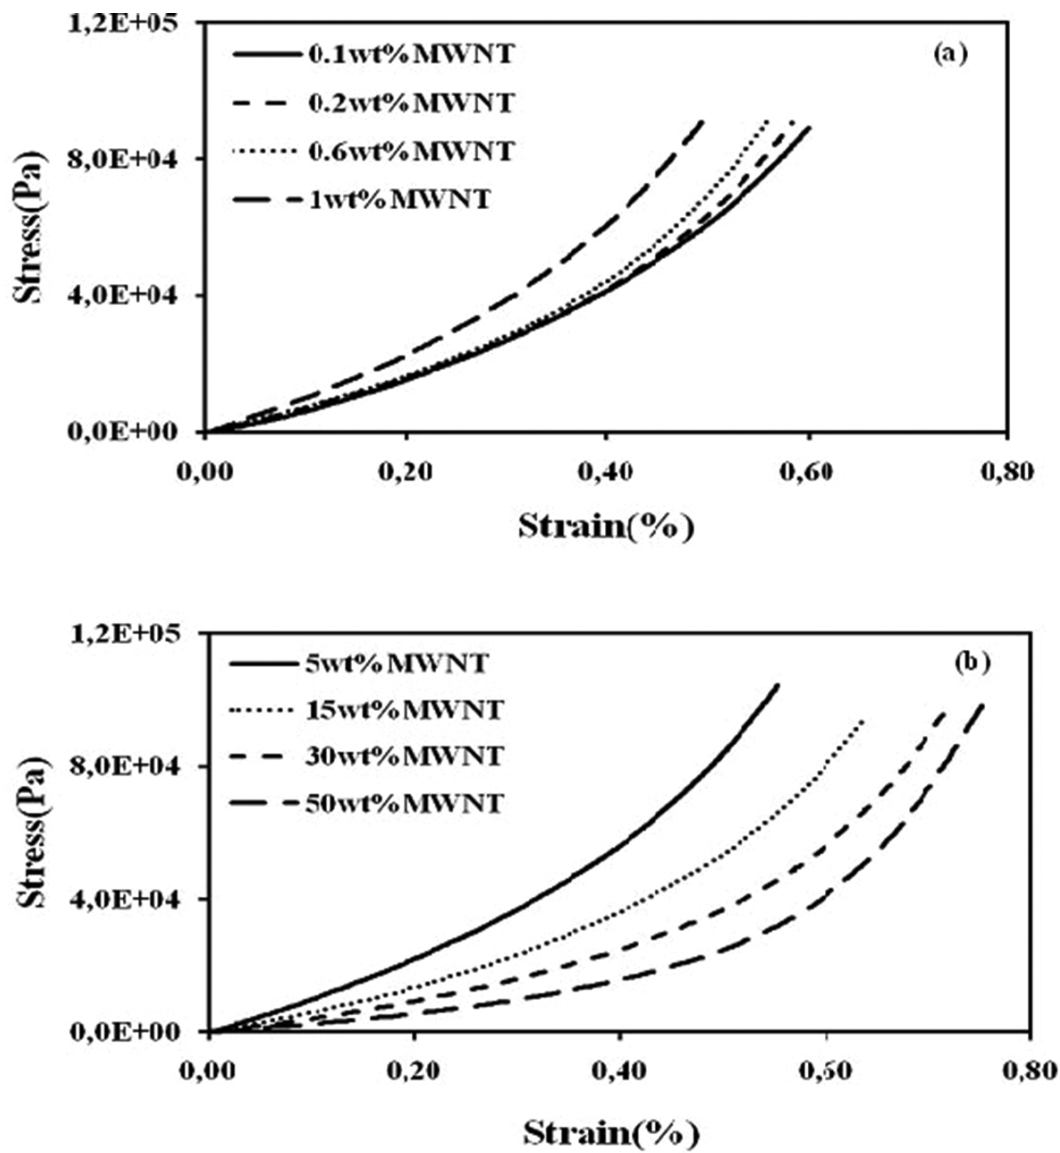 1,2E+05
0.1wt%MWNT
(a)
0.2wt%MWNT
8,0E+04
0.6wt%MWNT
1wt%MWNT
Stress(Pa)
4,0E+04
0,0E+00
0,00 0,20 0,40 0,60 0,80
Strain(%)
1,2E+05
5wt%MWNT
(b)
15wt%MWNT
8,0E+04
30wt%MWNT
50wt%MWNT
Stress(Pa)
4,0E+04
0,0E+00
0,00 0,20 0,40 0,60 0,80
Strain(%)